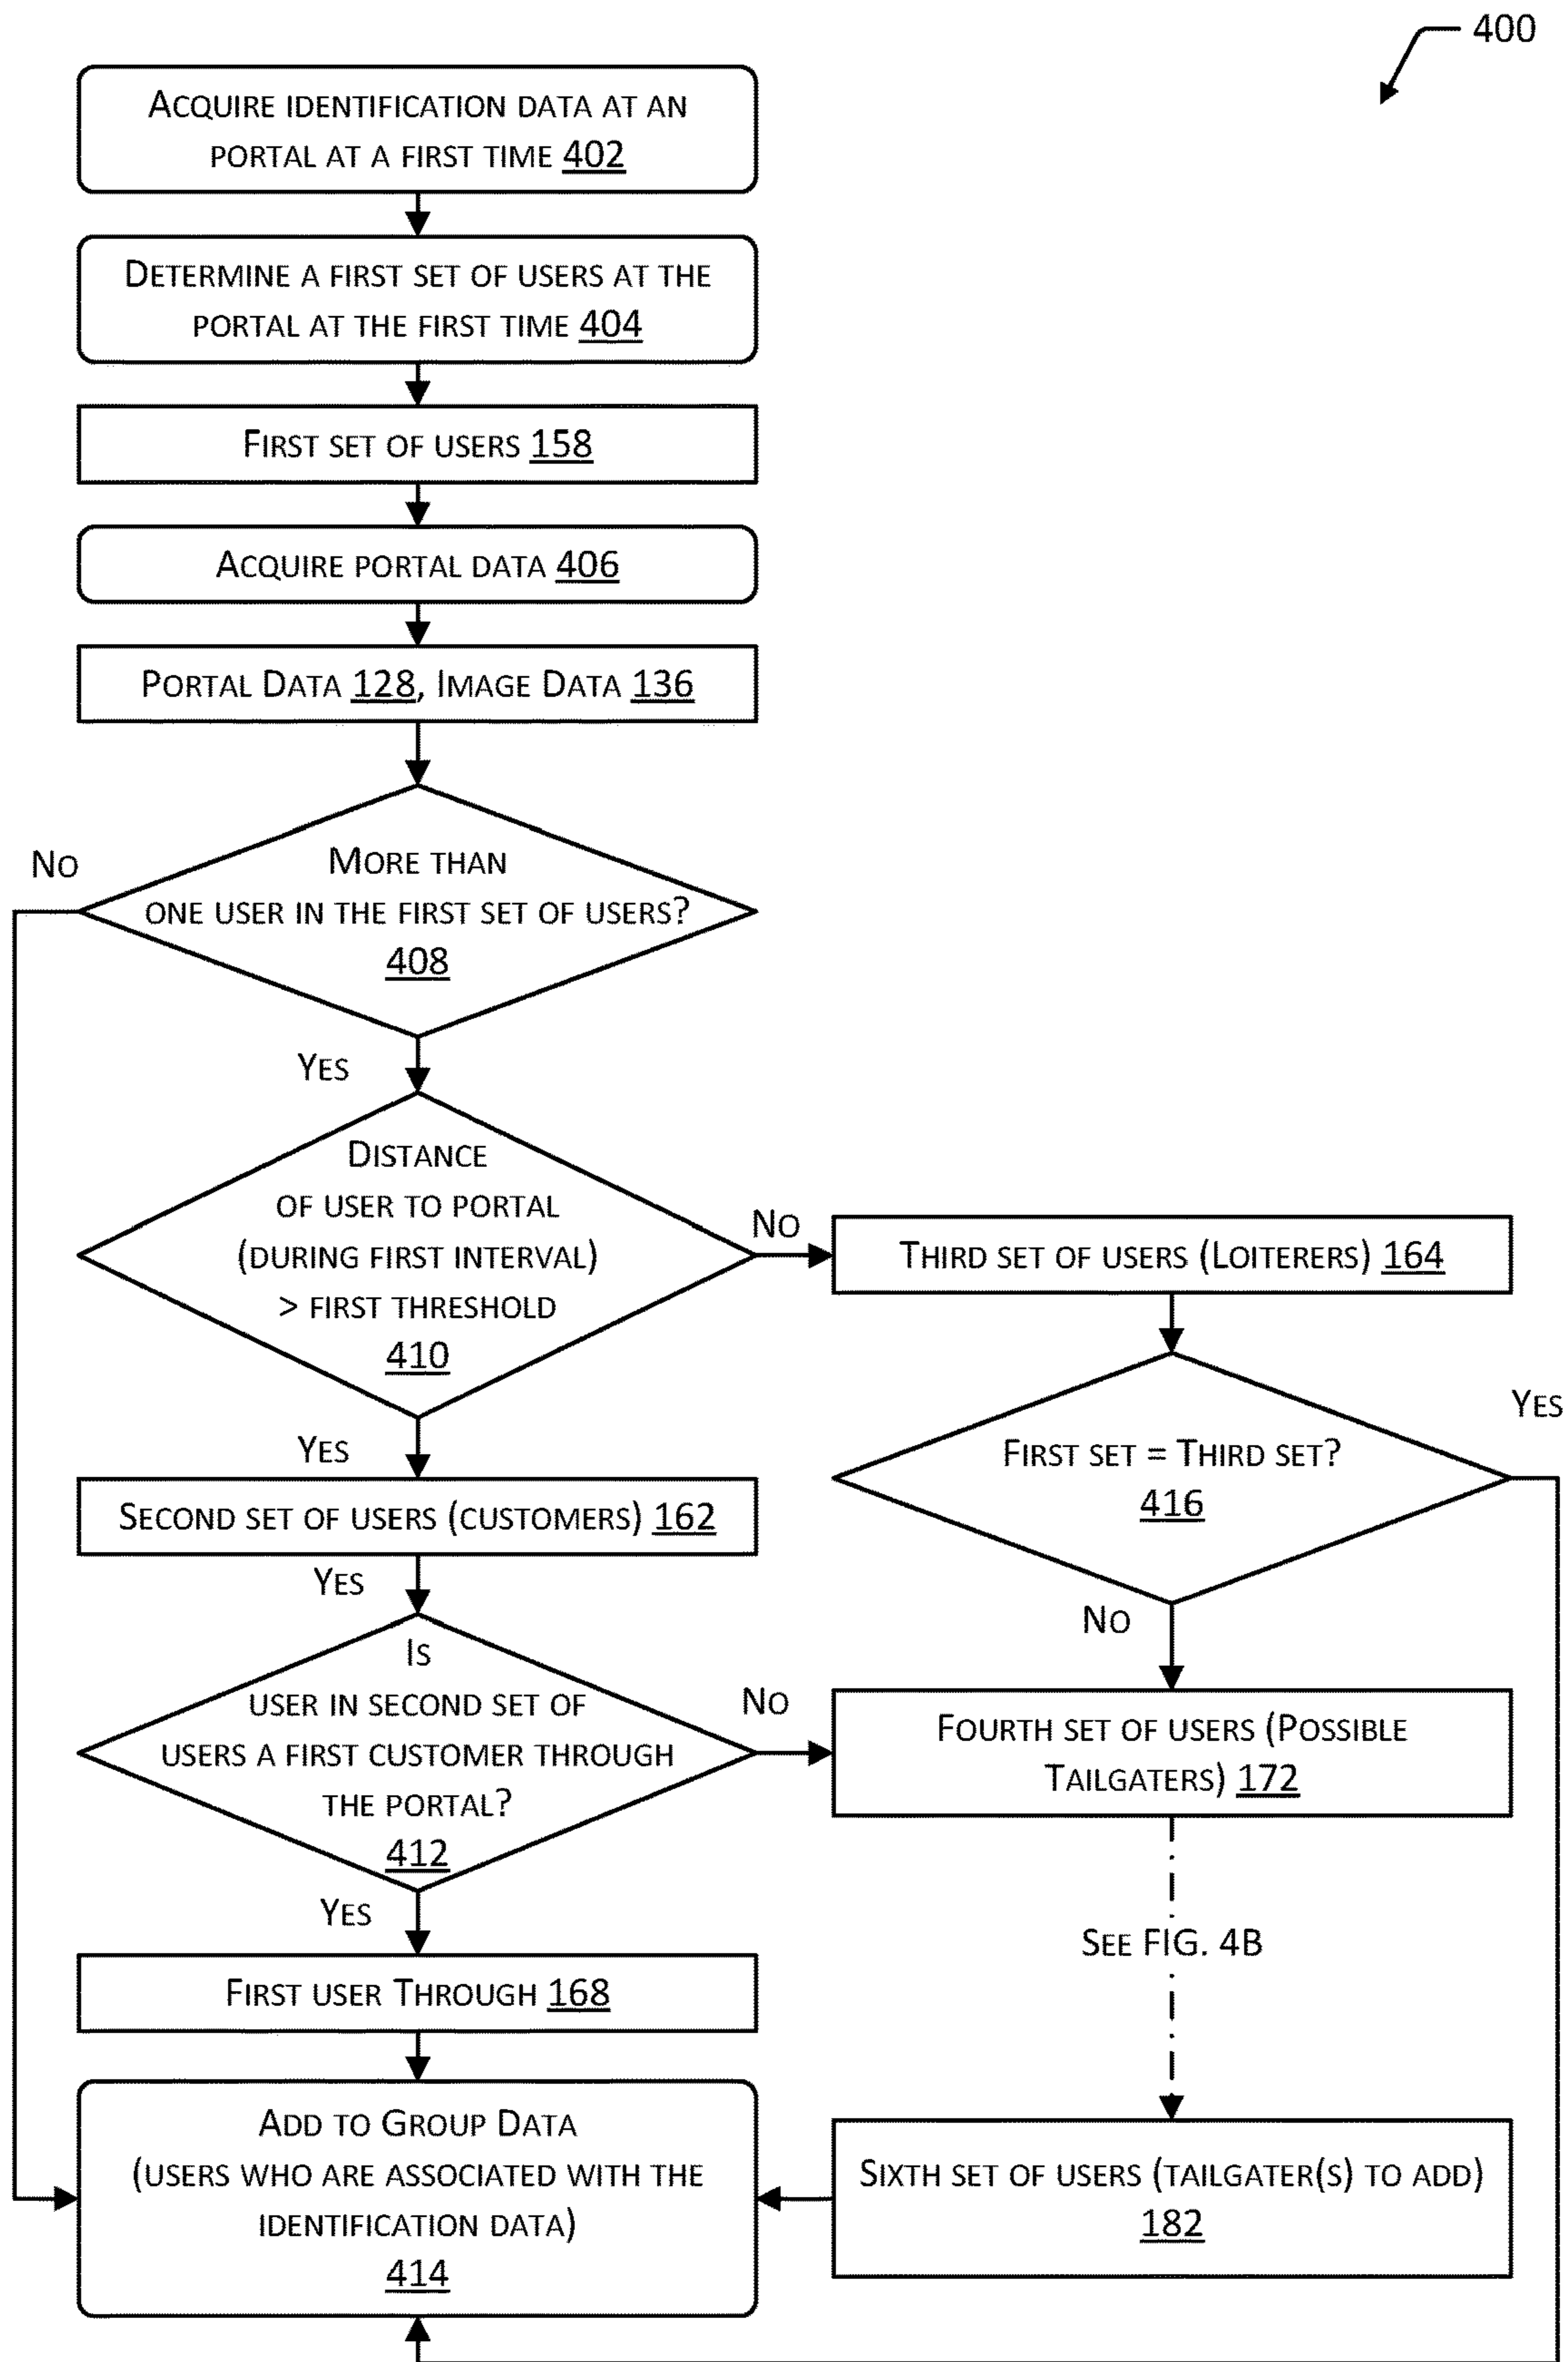 400
Acquire identification data at an
portal at a first time 402
Determine a first set of users at the
portal at the first time 404
First set of users 158
Acquire portal data 406
Portal Data 128, Image Data 136
No
More than
one user in the first set of users?
408
Yes
Distance
of user to portal
(during first interval)
> first threshold
410
No
Third set of users (Loiterers) 164
Yes
First set = Third set?
416
Yes
Second set of users (customers) 162
Yes
No
Is
user in second set of
users a first customer through
the portal?
412
No
Fourth set of users (Possible
Tailgaters) 172
Yes
See FIG. 4B
First user Through 168
Add to Group Data
(users who are associated with the
identification data)
414
Sixth set of users (tailgater(s) to add)
182